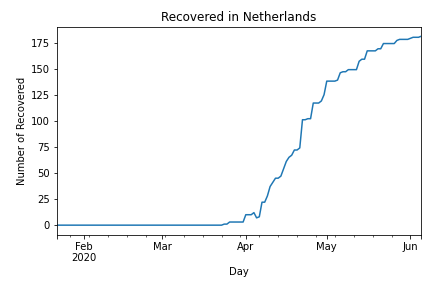 Recovered in Netherlands
Number of Recovered
175
150
125
100
75
50
25
0
Feb
2020
Mar
Apr
May
Jun
Day